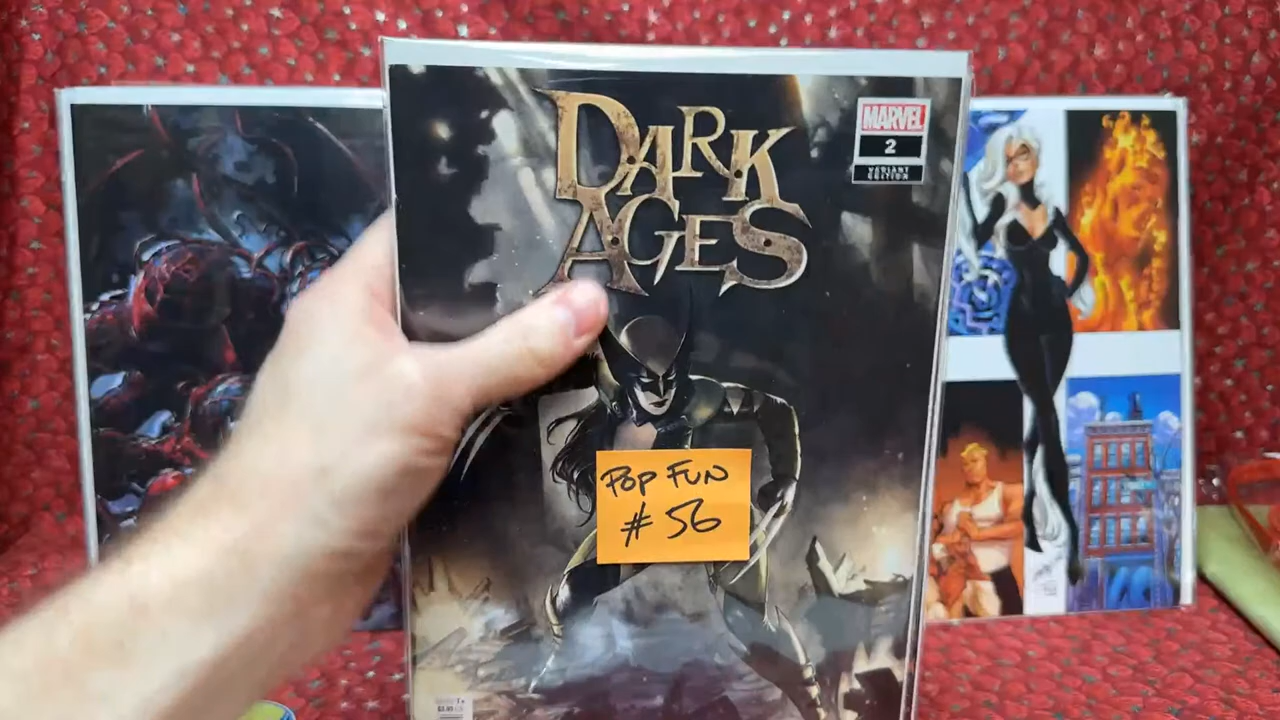 DARK
AGES
MARVEL
2
VARIANT
EDITION
POP FUN
# 56